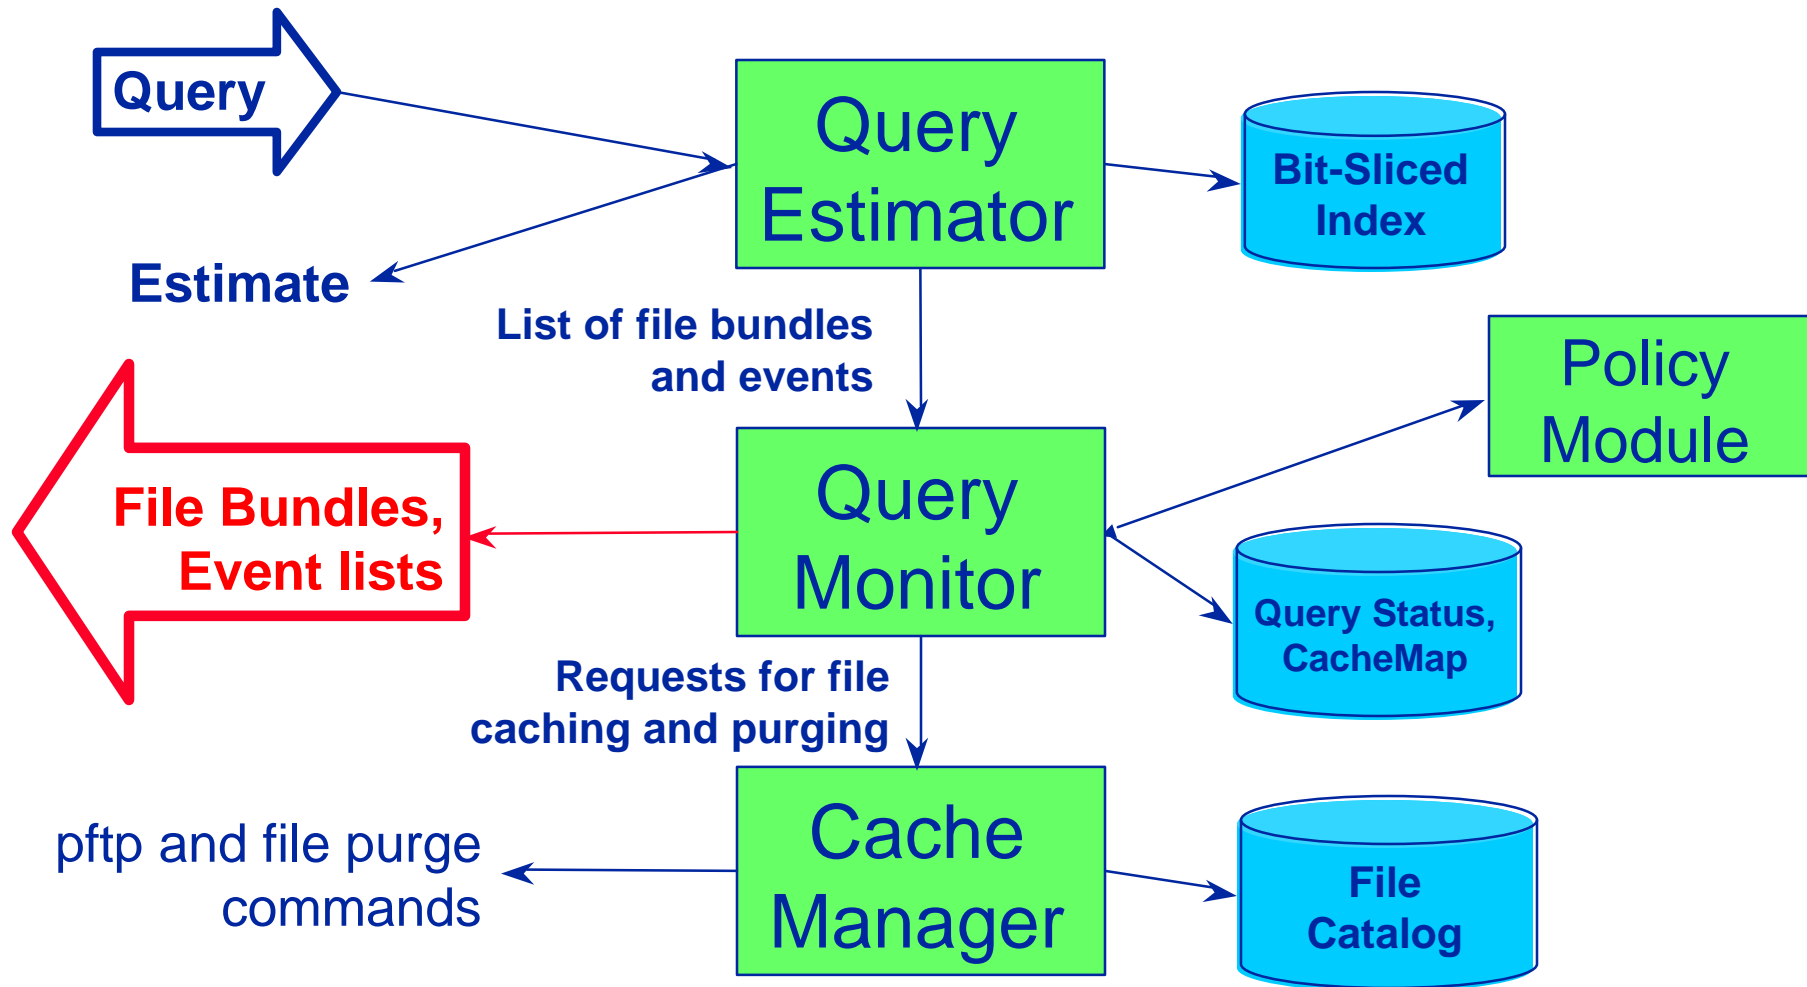 Query
Query
Estimator
Bit-Sliced
Index
Estimate
List of file bundles
and events
Policy
Module
File Bundles,
Event lists
Query
Monitor
Query Status,
CacheMap
Requests for file
caching and purging
pftp and file purge
commands
Cache
Manager
File
Catalog